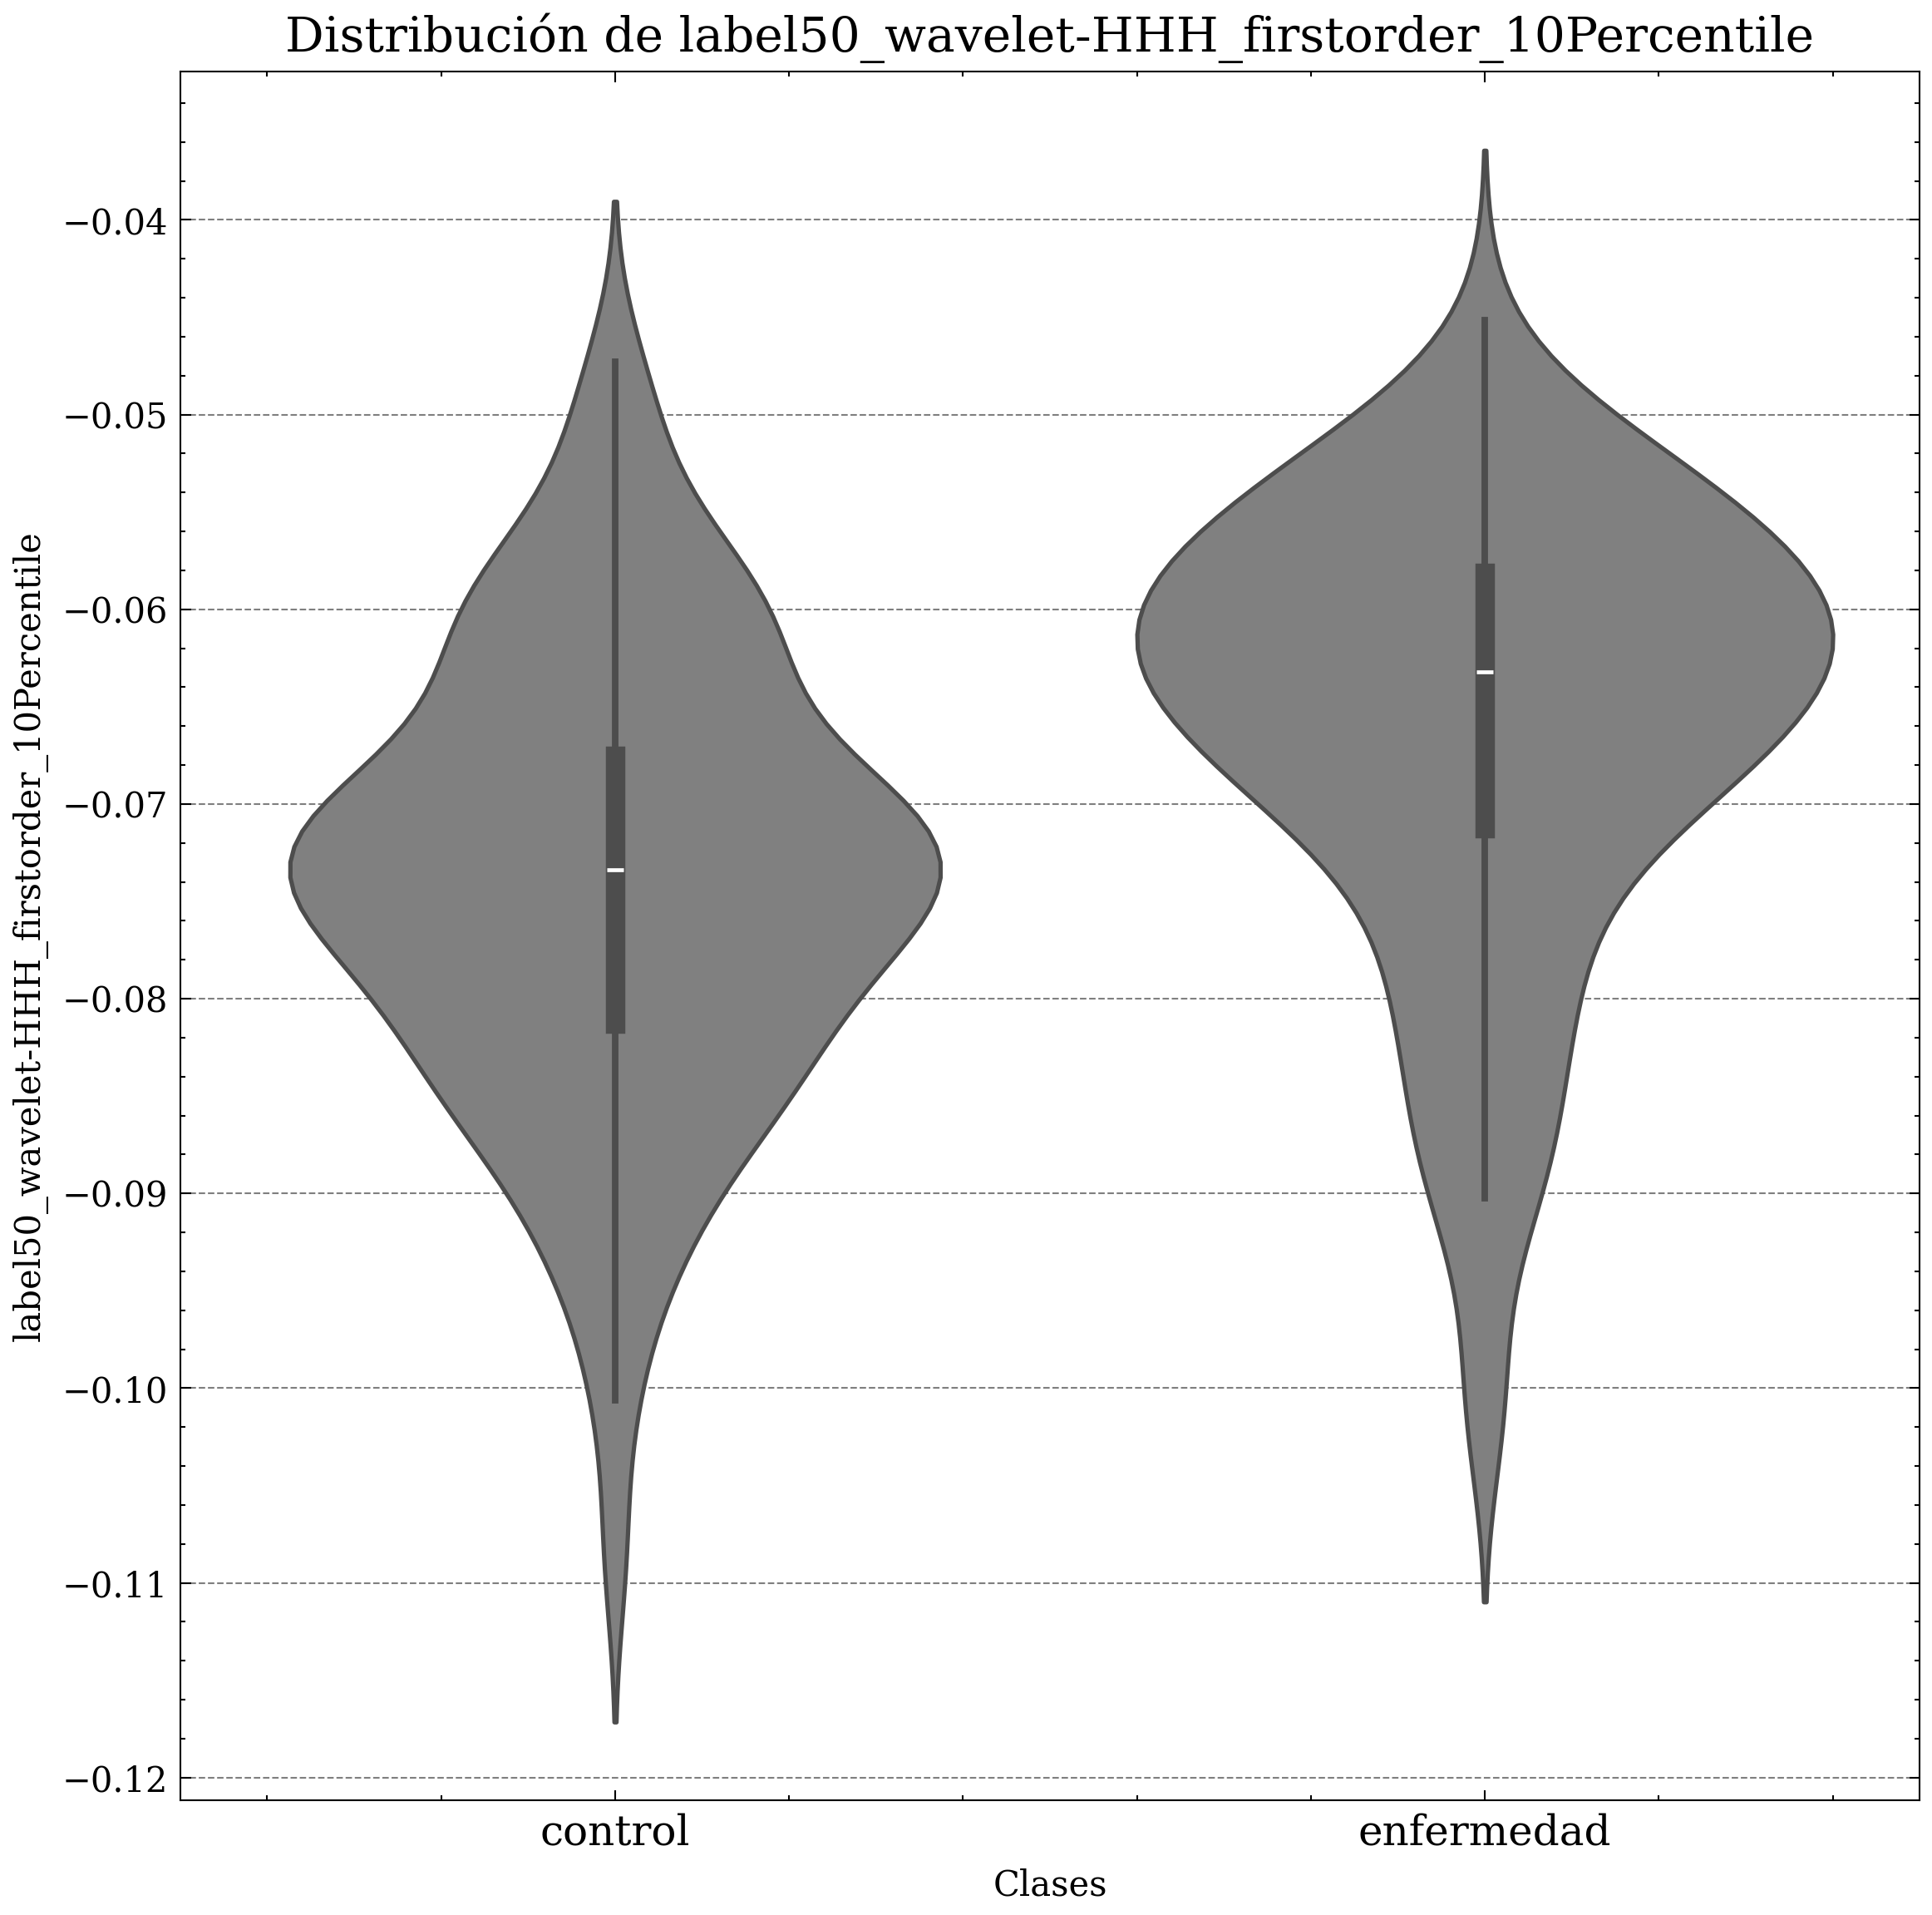 Distribución de label50_wavelet-HHH_firstorder_10Percentile
label50_wavelet-HHH_firstorder_10Percentile
−0.04
−0.05
−0.06
−0.07
−0.08
−0.09
−0.10
−0.11
−0.12
control
enfermedad
Clases